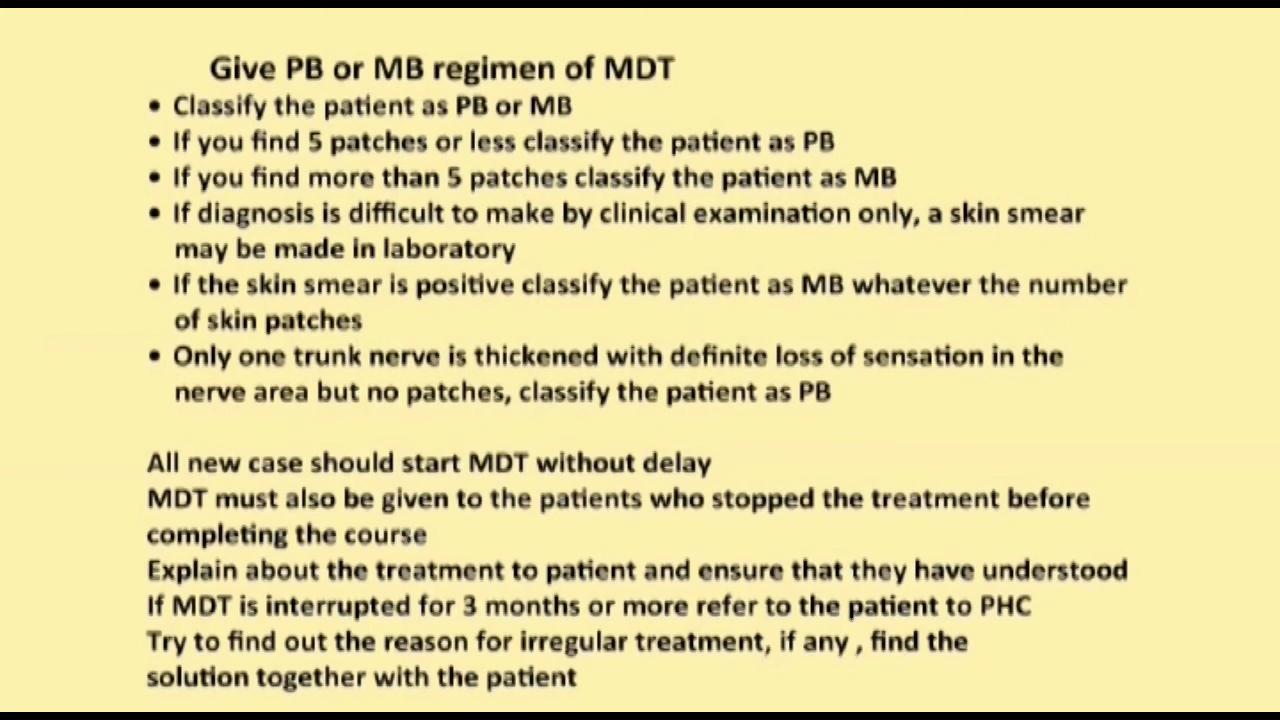 Give PB or MB regimen of MDT
• Classify the patient as PB or MB
• If you find 5 patches or less classify the patient as PB
• If you find more than 5 patches classify the patient as MB
• If diagnosis is difficult to make by clinical examination only, a skin smear
may be made in laboratory
• If the skin smear is positive classify the patient as MB whatever the number
of skin patches
• Only one trunk nerve is thickened with definite loss of sensation in the
nerve area but no patches, classify the patient as PB
All new case should start MDT without delay
MDT must also be given to the patients who stopped the treatment before
completing the course
Explain about the treatment to patient and ensure that they have understood
If MDT is interrupted for 3 months or more refer to the patient to PHC
Try to find out the reason for irregular treatment, if any , find the
solution together with the patient